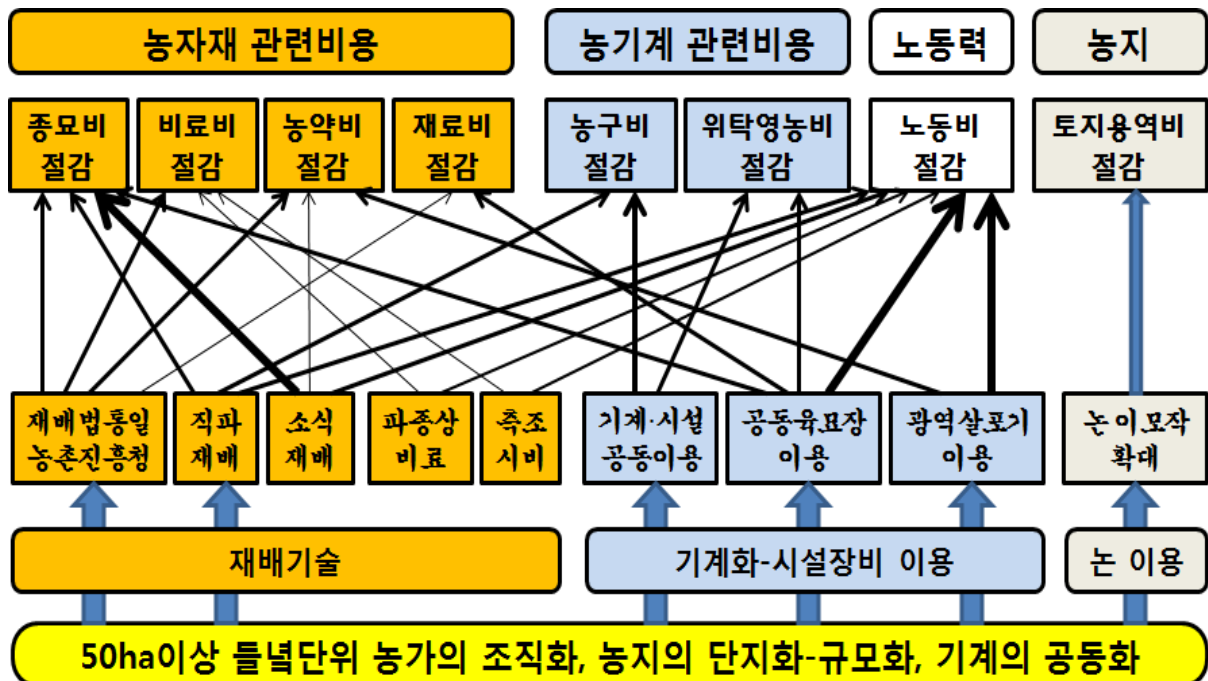 농자재 관련비용
농기계 관련비용
노동력
농지
종묘비
절감
비료비
절감
농약비
절감
재료비
절감
농구비
절감
위탁영농비
절감
노동비
절감
토지용역비
절감
재배법통일
농촌진흥청
직파
재배
소식
재배
파종상
비료
측조
시비
기계·시설
공동이용
공동육묘장
이용
광역살포기
이용
논이모작
확대
재배기술
기계화-시설장비 이용
논 이용
50ha이상 들녘단위 농가의 조직화, 농지의 단지화-규모화, 기계의 공동화